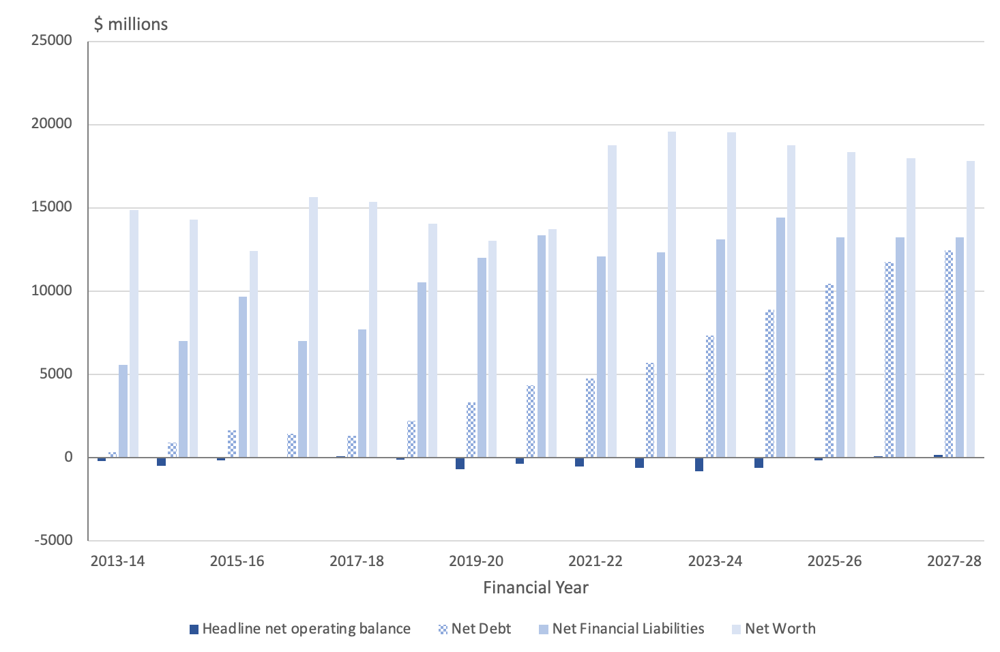 $ millions
25000
20000
15000
10000
5000
0
-5000
2013-14 2015-16 2017-18 2019-20 2021-22 2023-24 2025-26 2027-28
Financial Year
Headline net operating balance Net Debt Net Financial Liabilities Net Worth